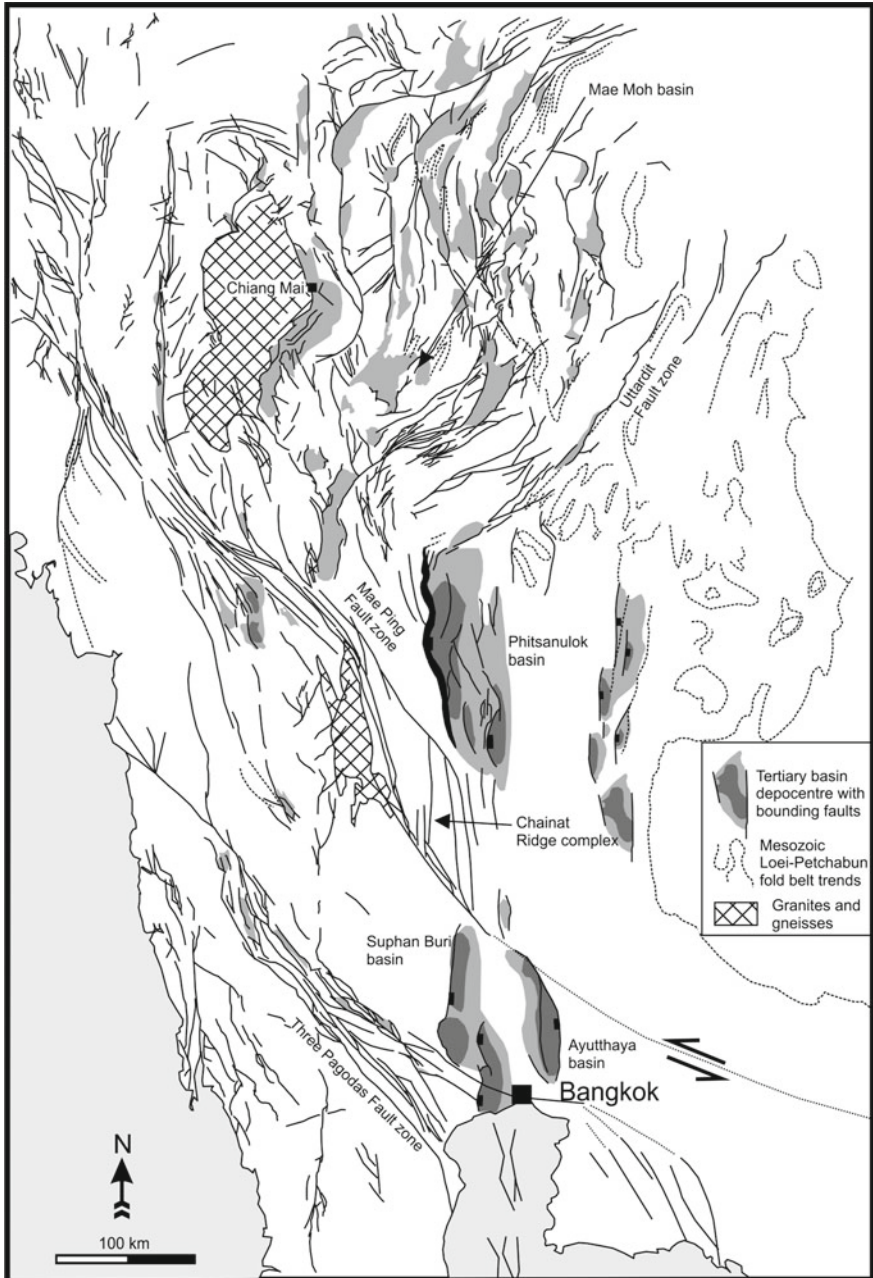 Mae Moh basin
Chiang Mai
Uttardit
Fault zone
Mae Ping
Fault zone
Phitsanulok
basin
Chainat
Ridge complex
Tertiary basin
depocentre with
bounding faults
Mesozoic
Loei-Petchabun
fold belt trends
Granites and
gneisses
Suphan Buri
basin
Three Pagodas Fault zone
Ayutthaya
basin
Bangkok
N
100 km